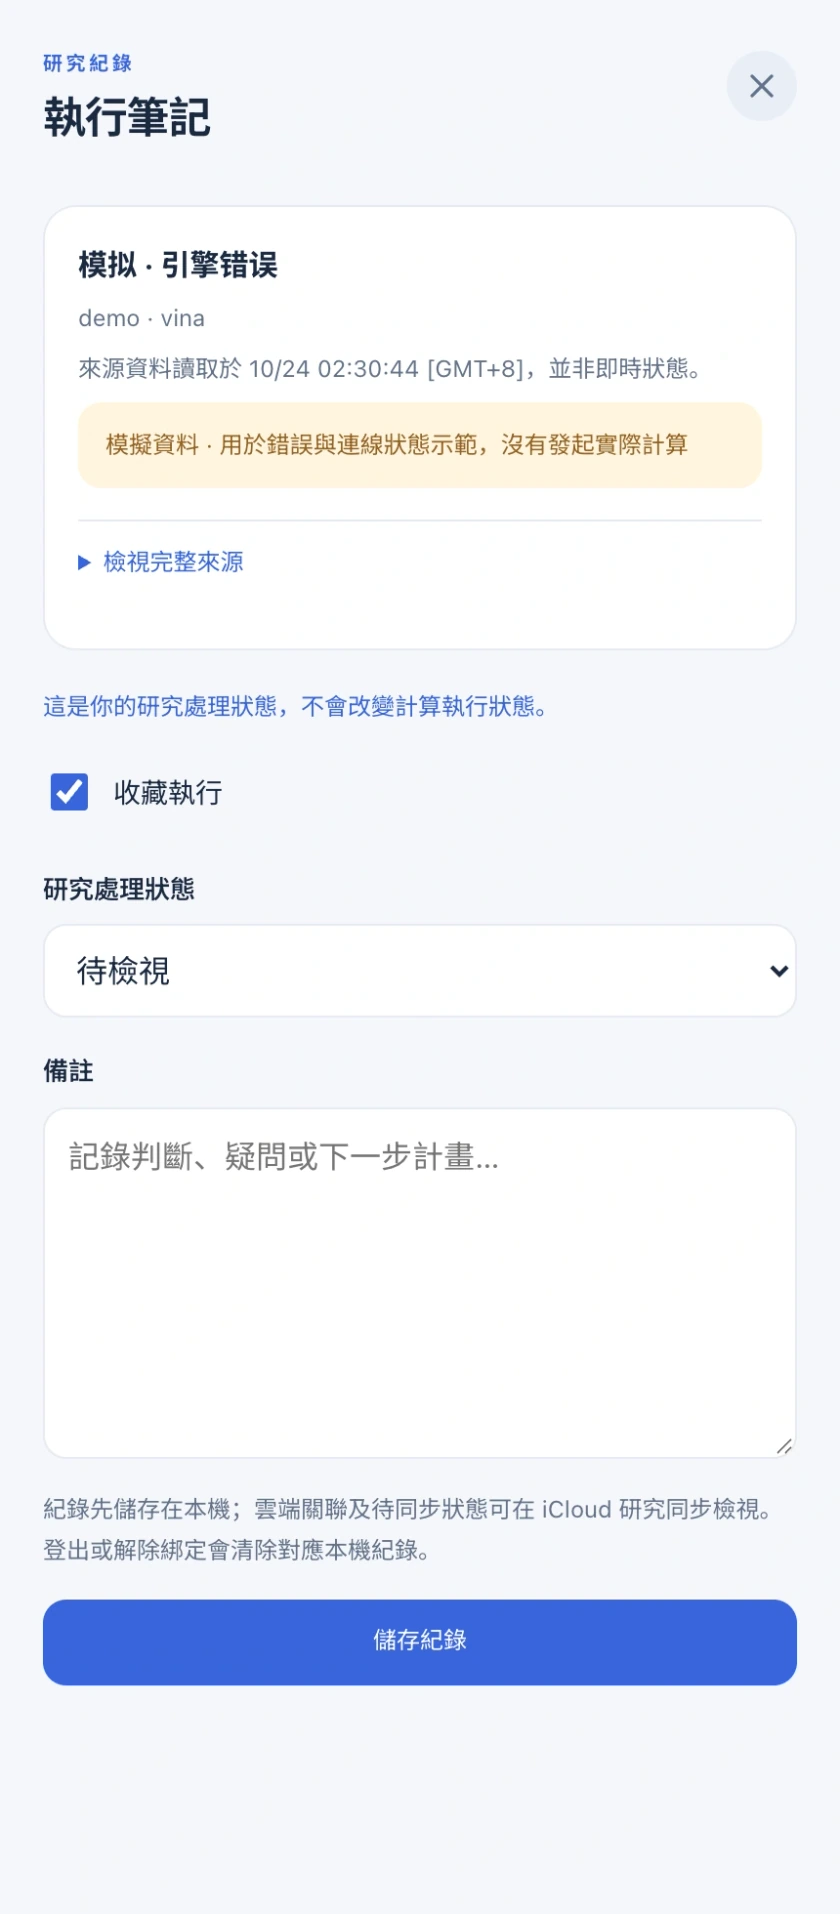 研究紀錄
執行筆記
模拟 · 引擎错误
demo · vina
來源資料讀取於 10/24 02:30:44 [GMT+8]，並非即時狀態。
模擬資料 · 用於錯誤與連線狀態示範，沒有發起實際計算
檢視完整來源
這是你的研究處理狀態，不會改變計算執行狀態。
收藏執行
研究處理狀態
待檢視
備註
記錄判斷、疑問或下一步計畫...
紀錄先儲存在本機；雲端關聯及待同步狀態可在 iCloud 研究同步檢視。
登出或解除綁定會清除對應本機紀錄。
儲存紀錄